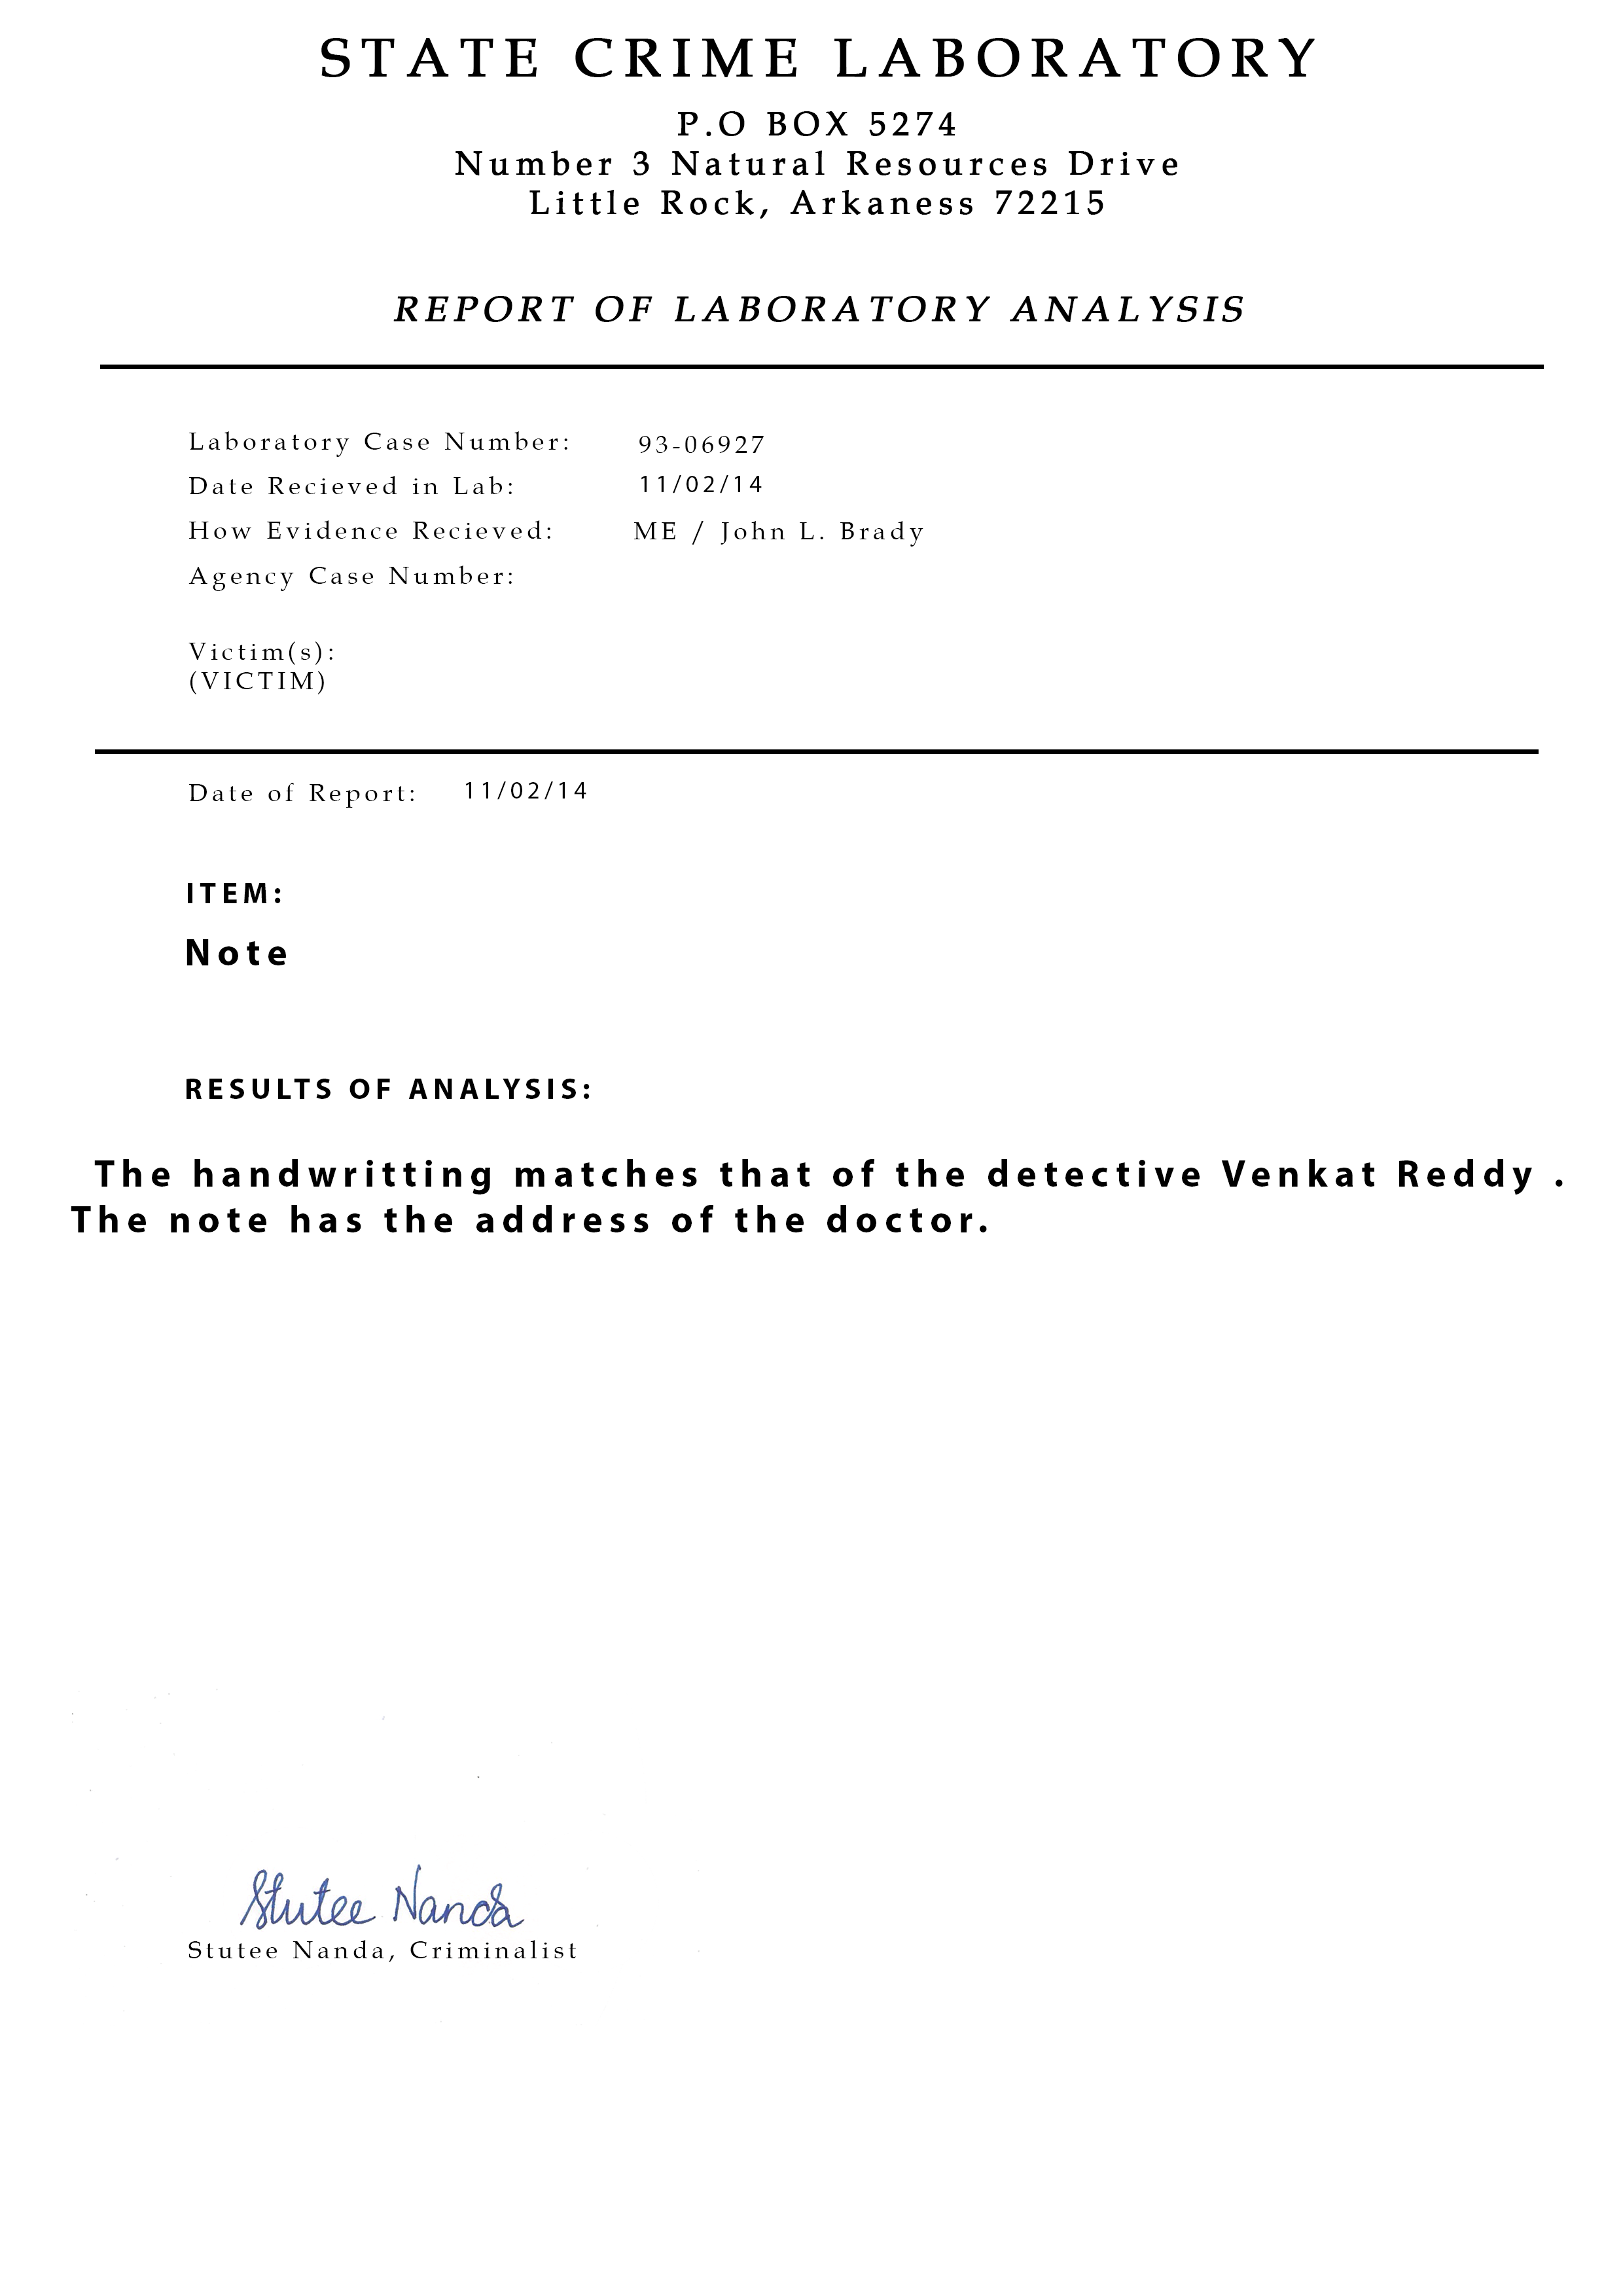 STATE CRIME LABORATORY
P.O BOX 5274
Number 3 Natural Resources Drive
Little Rock, Arkaness 72215
REPORT OF LABORATORY ANALYSIS
Laboratory Case Number: 93-06927
Date Recieved in Lab: 11/02/14
How Evidence Recieved: ME / John L. Brady
Agency Case Number:
Victim(s):
(VICTIM)
Date of Report: 11/02/14
ITEM:
Note
RESULTS OF ANALYSIS:
The handwritting matches that of the detective Venkat Reddy .
The note has the address of the doctor.
Stutee Nanda
Stutee Nanda, Criminalist